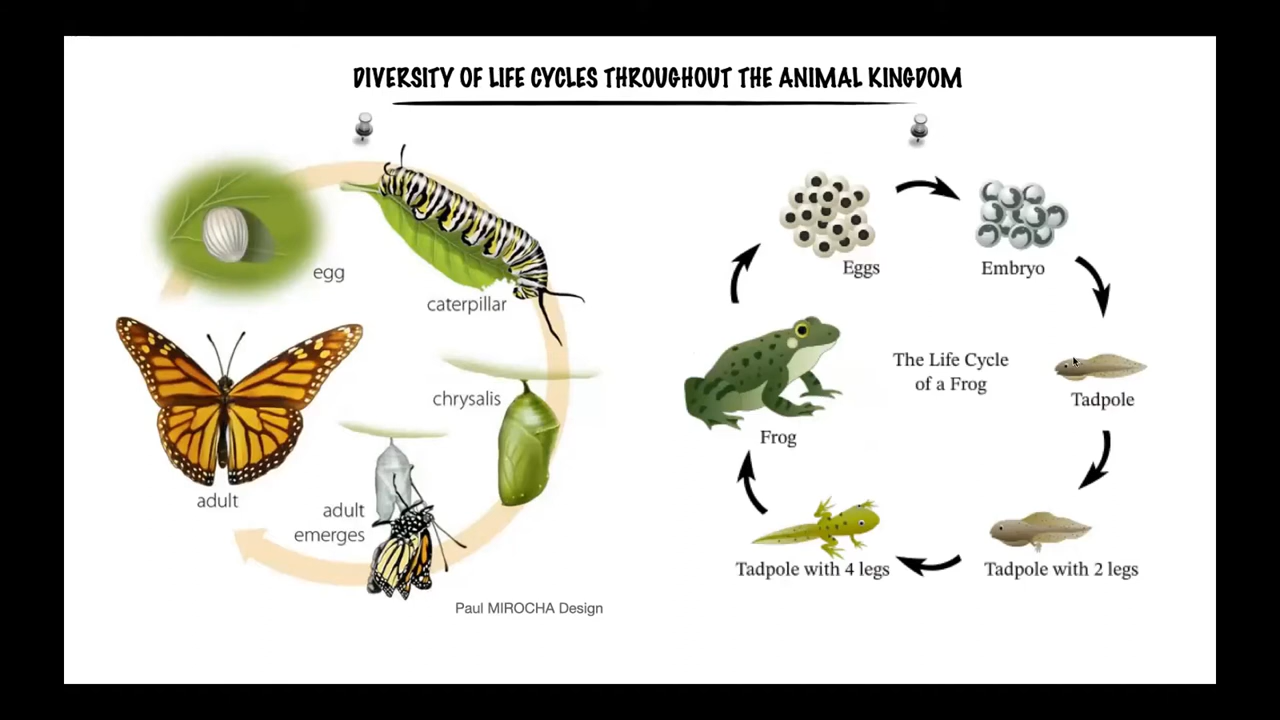 DIVERSITY OF LIFE CYCLES THROUGHOUT THE ANIMAL KINGDOM
egg
caterpillar
chrysalis
adult
emerges
adult
Paul MIROCHA Design
Eggs
Embryo
The Life Cycle
of a Frog
Tadpole
Tadpole with 2 legs
Tadpole with 4 legs
Frog